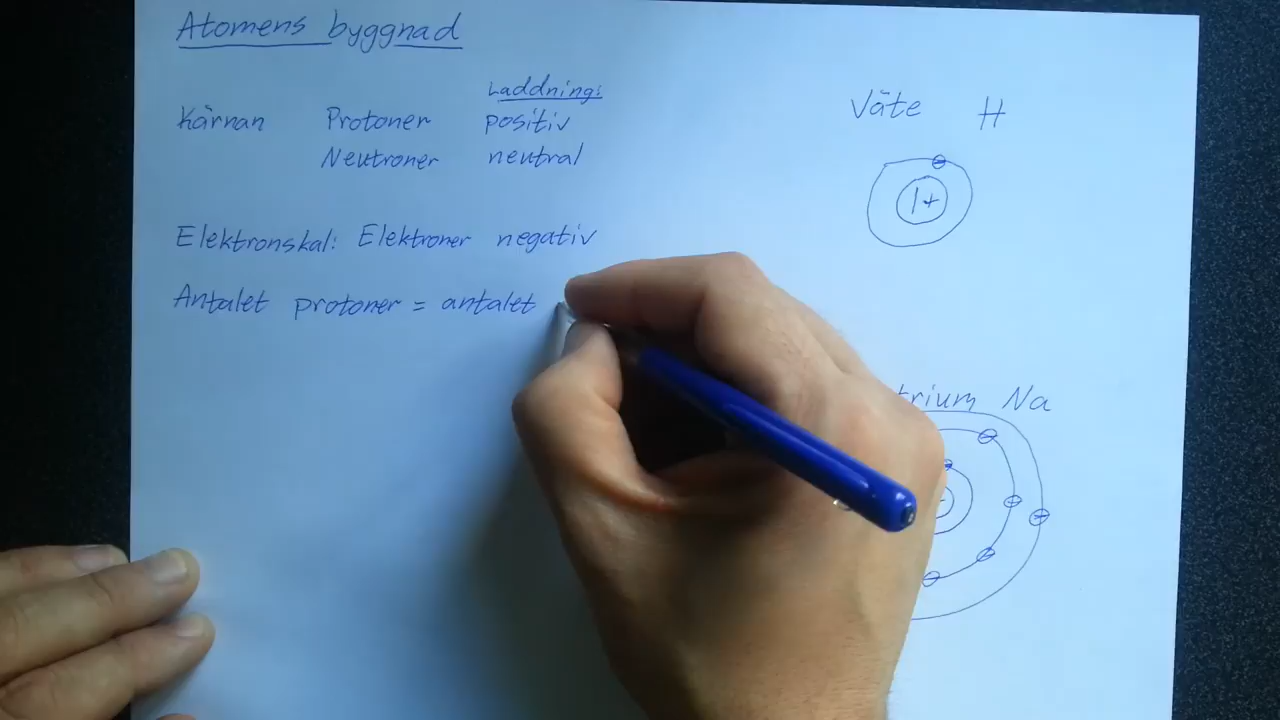 Atomens byggnad
Laddning:
Kärnan Protoner positiv
Neutroner neutral
Elektronskal: Elektroner negativ
Antalet protoner = antalet
Väte H
1+
trium Na